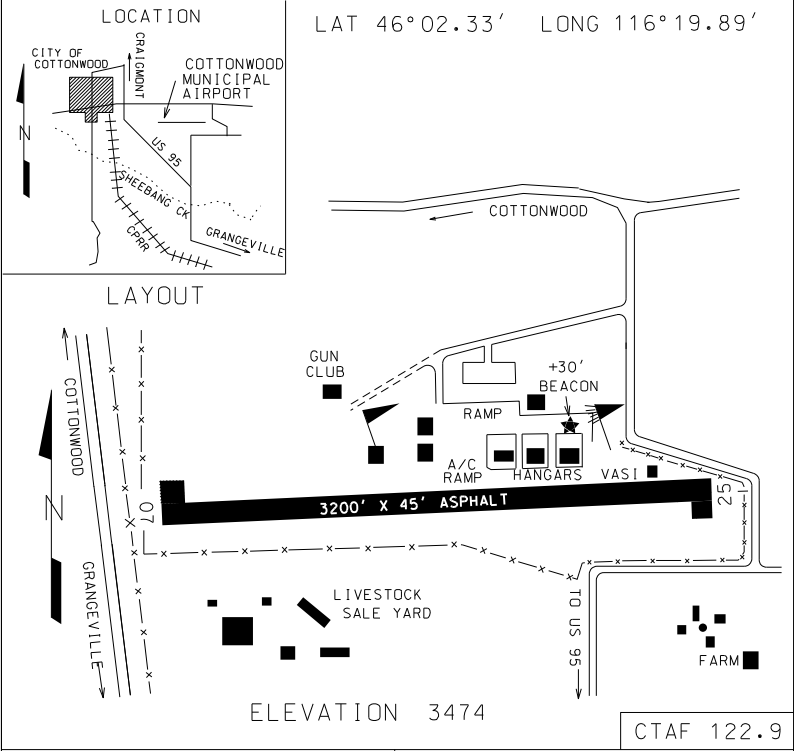 LOCATION
LAT 46°02.33' LONG 116°19.89'
CITY OF
COTTONWOOD
CRAIGMONT
COTTONWOOD
MUNICIPAL
AIRPORT
N
US 95
SHEEBANG CK
CPRR
GRANGEVILLE
COTTONWOOD
LAYOUT
GUN
CLUB
+30'
BEACON
RAMP
COTTONWOOD
A/C
RAMP
HANGARS
VASI
N
07
3200' X 45' ASPHALT
25
GRANGEVILLE
LIVESTOCK
SALE YARD
TO US 95
FARM
ELEVATION 3474
CTAF 122.9